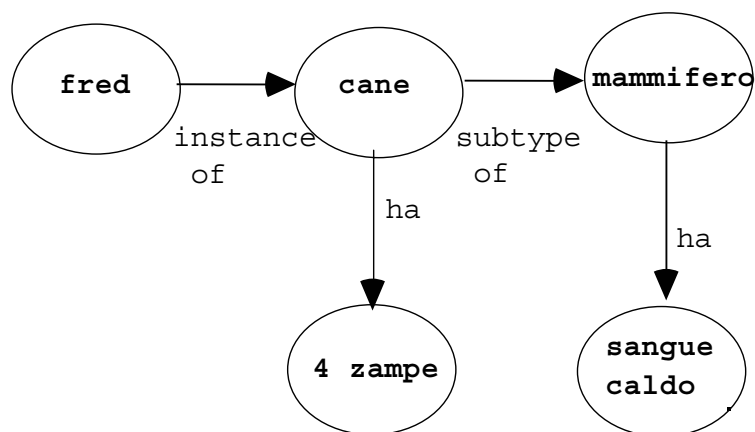 fred
cane
mammifero
instance
of
subtype
of
ha
ha
4 zampe
sangue
caldo